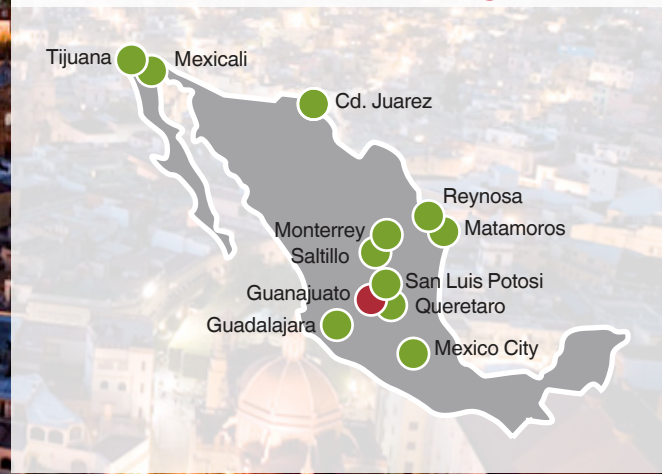 Tijuana
Mexicali
Cd. Juarez
Reynosa
Matamoros
Monterrey
Saltillo
San Luis Potosi
Guanajuato
Queretaro
Guadalajara
Mexico City